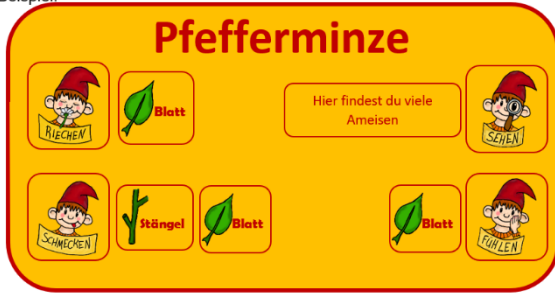 Beispiel:
Pfefferminze
RIECHEN
Blatt
Hier findest du viele
Ameisen
SEHEN
SCHMECKEN
Stängel
Blatt
Blatt
FÜHLEN